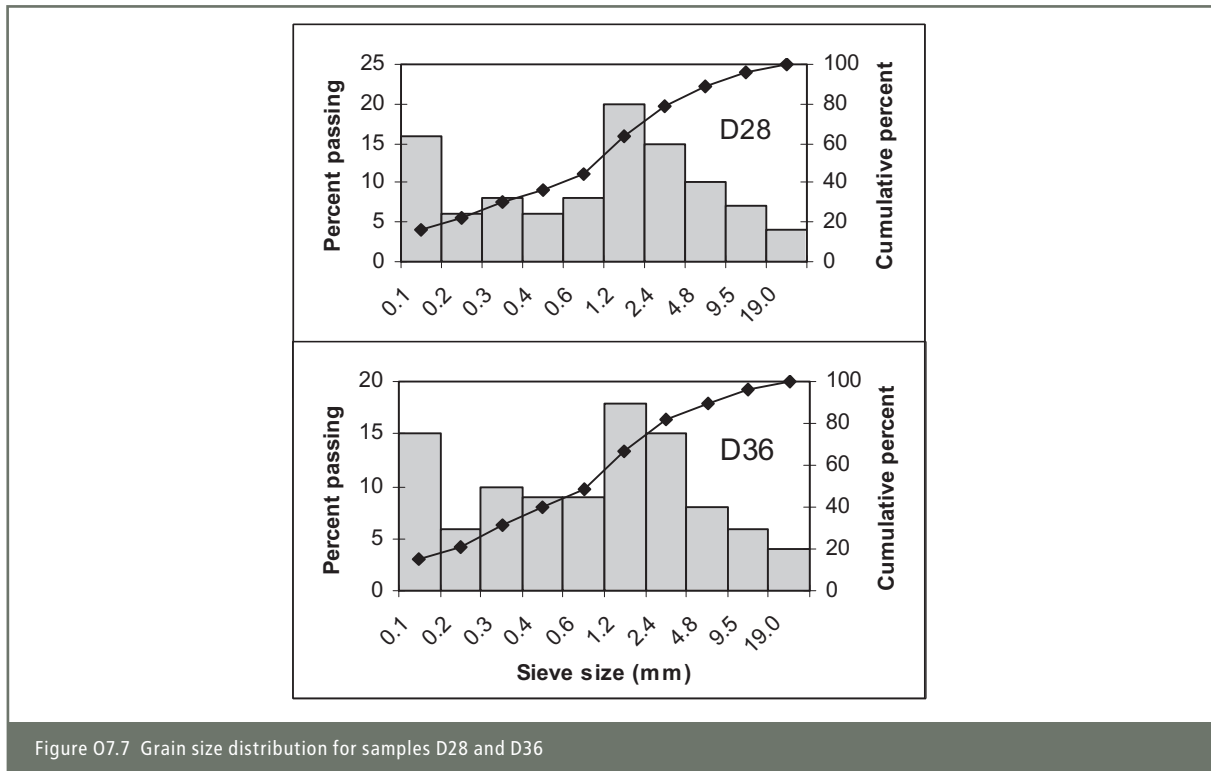 25
20
15
10
5
0
Percent passing
100
80
60
40
20
0
Cumulative percent
D28
0.1 0.2 0.3 0.4 0.6 1.2 2.4 4.8 9.5 19.0
20
15
10
5
0
Percent passing
100
80
60
40
20
0
Cumulative percent
D36
0.1 0.2 0.3 0.4 0.6 1.2 2.4 4.8 9.5 19.0
Sieve size (mm)
Figure O7.7 Grain size distribution for samples D28 and D36